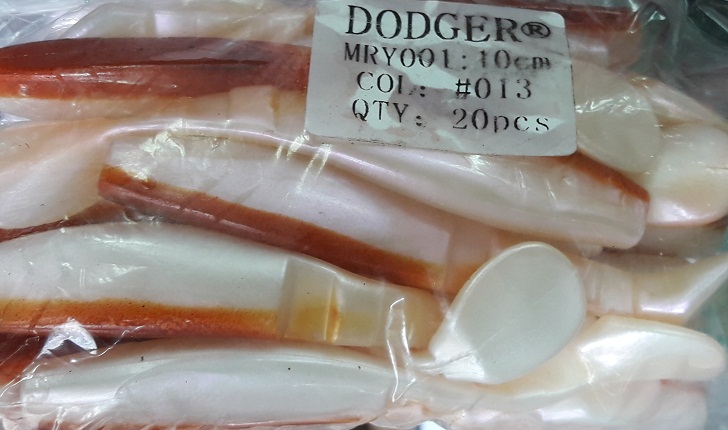 DODGER®
MRY001:10cm
COL: #013
QTY: 20pcs